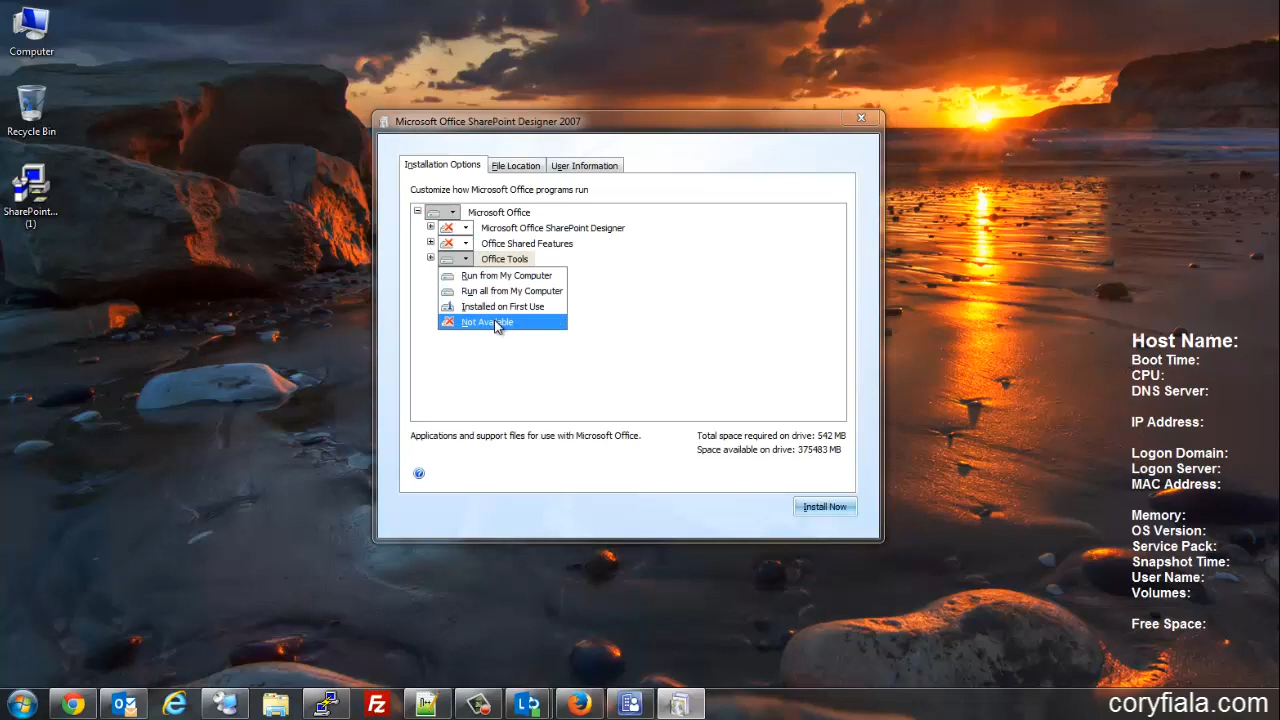 Computer
Recycle Bin
SharePoint...
(1)
Microsoft Office SharePoint Designer 2007
Installation Options
File Location
User Information
Customize how Microsoft Office programs run
Microsoft Office
Microsoft Office SharePoint Designer
Office Shared Features
Office Tools
Run from My Computer
Run all from My Computer
Installed on First Use
Not Available
Applications and support files for use with Microsoft Office.
Total space required on drive: 542 MB
Space available on drive: 375483 MB
Install Now
Host Name:
Boot Time:
CPU:
DNS Server:
IP Address:
Logon Domain:
Logon Server:
MAC Address:
Memory:
OS Version:
Service Pack:
Snapshot Time:
User Name:
Volumes:
Free Space:
coryfiala.com